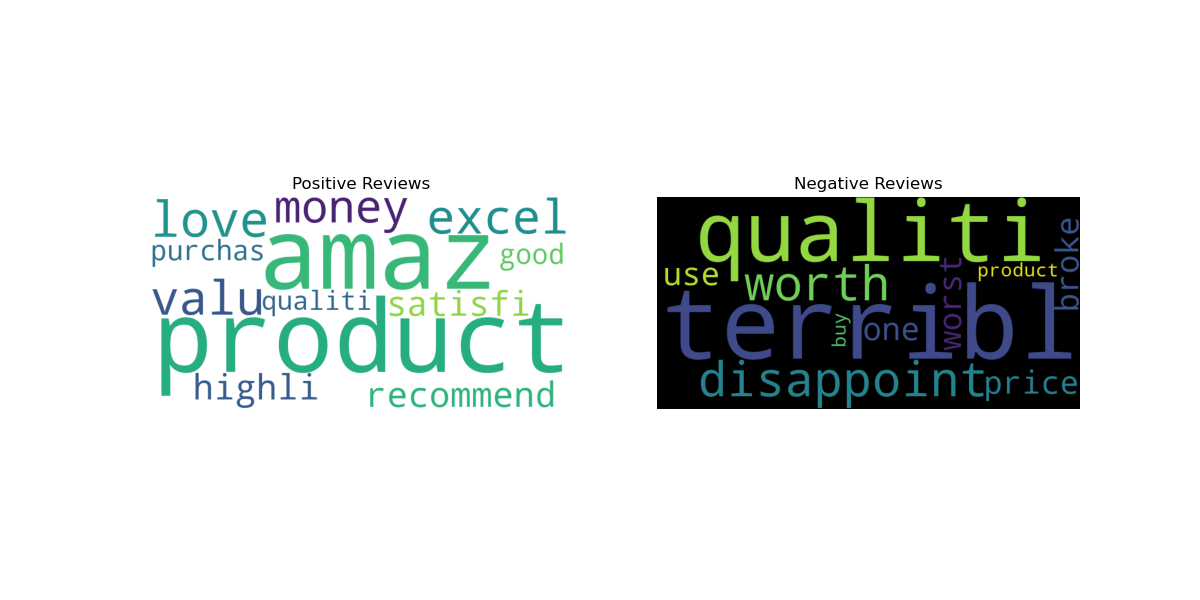 Positive Reviews
love money excel
purchas amaz good
valu qualiti satisfi
product
highli recommend
Negative Reviews
qualiti broke
use worth worst product
terribl
buy one
disappoint price